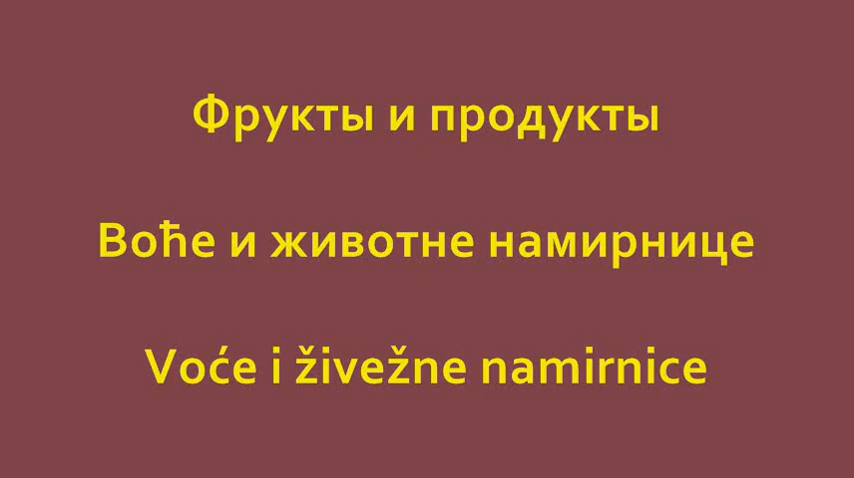 Фрукты и продукты
Воће и животне намирнице
Voće i živežne namirnice